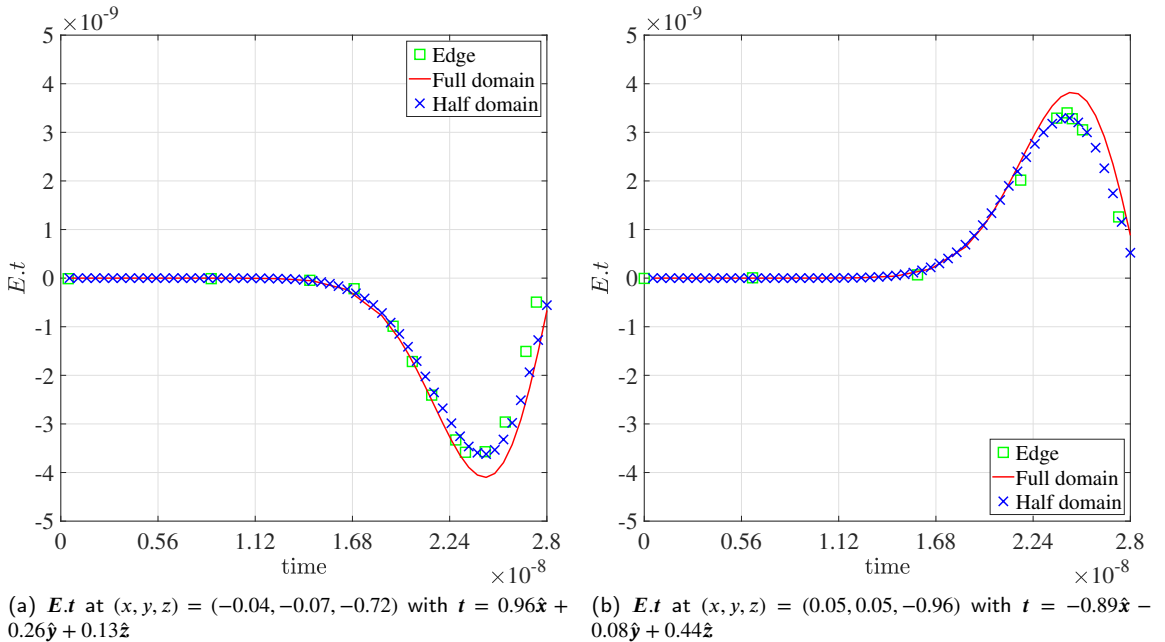 ×10⁻⁹
5
4
3
2
1
0
-1
-2
-3
-4
-5
E.t
Edge
Full domain
Half domain
0 0.56 1.12 1.68 2.24 2.8
time
×10⁻⁸
(a) E.t at (x, y, z) = (−0.04, −0.07, −0.72) with t = 0.96x̂ +
0.26ŷ + 0.13ẑ
×10⁻⁹
5
4
3
2
1
0
-1
-2
-3
-4
-5
E.t
Edge
Full domain
Half domain
0 0.56 1.12 1.68 2.24 2.8
time
×10⁻⁸
(b) E.t at (x, y, z) = (0.05, 0.05, −0.96) with t = −0.89x̂ −
0.08ŷ + 0.44ẑ